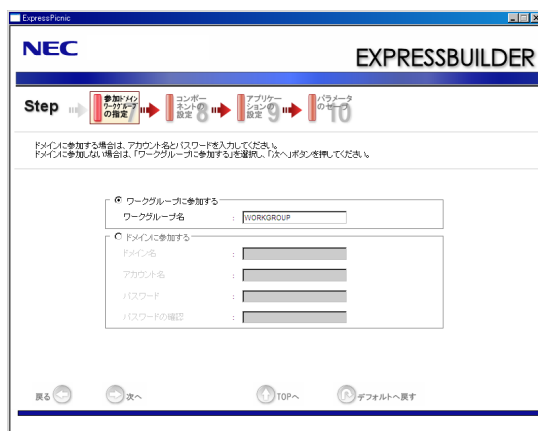 ExpressPicnic
NEC
EXPRESSBUILDER
Step
参加ドメイン
ワークグループ
の指定 7
コンポー
ネントの
設定 8
アプリケー
ションの
設定 9
パラメータ
のセーブ 10
ドメインに参加する場合は、アカウント名とパスワードを入力してください。
ドメインに参加しない場合は、「ワークグループに参加する」を選択し、「次へ」ボタンを押してください。
ワークグループに参加する
ワークグループ名 : WORKGROUP
ドメインに参加する
ドメイン名 :
アカウント名 :
パスワード :
パスワードの確認 :
戻る 次へ TOPへ デフォルトへ戻す